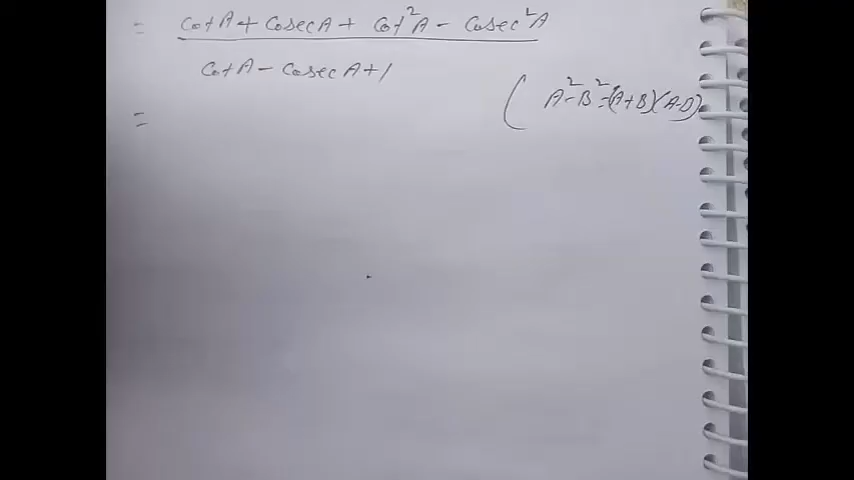 = cotA + cosecA + cot²A - cosec²A
cotA - cosecA + 1
( A² - B² = (A+B)(A-B)
=